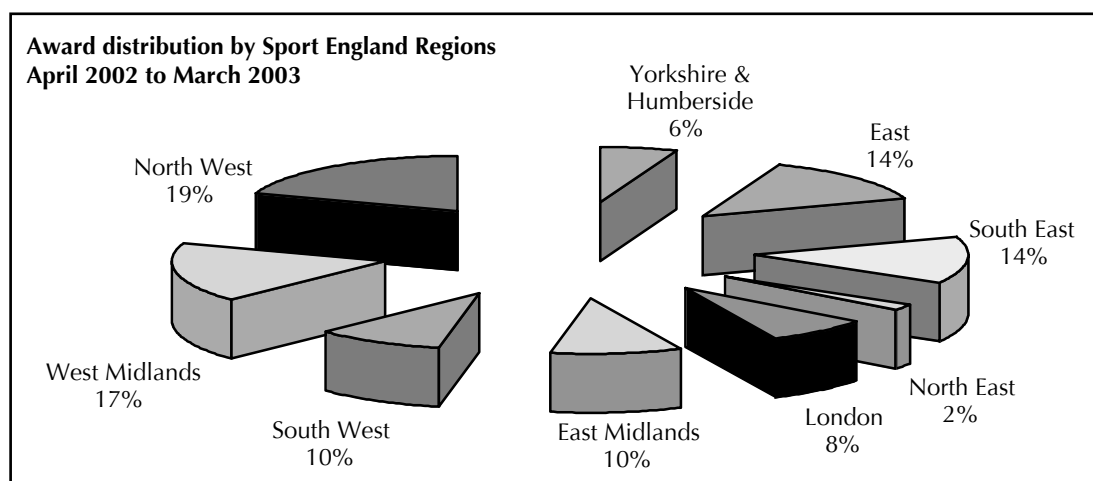 Award distribution by Sport England Regions
April 2002 to March 2003
Yorkshire &
Humberside
6%
East
14%
South East
14%
North East
2%
London
8%
East Midlands
10%
South West
10%
West Midlands
17%
North West
19%